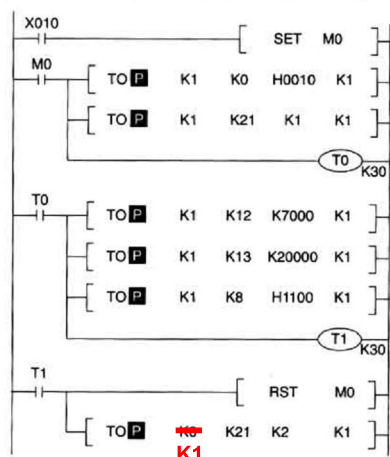 X010
SET M0
M0
TO P K1 K0 H0010 K1
TO P K1 K21 K1 K1
T0
K30
T0
TO P K1 K12 K7000 K1
TO P K1 K13 K20000 K1
TO P K1 K8 H1100 K1
T1
K30
T1
RST M0
TO P K0 K21 K2 K1
K1